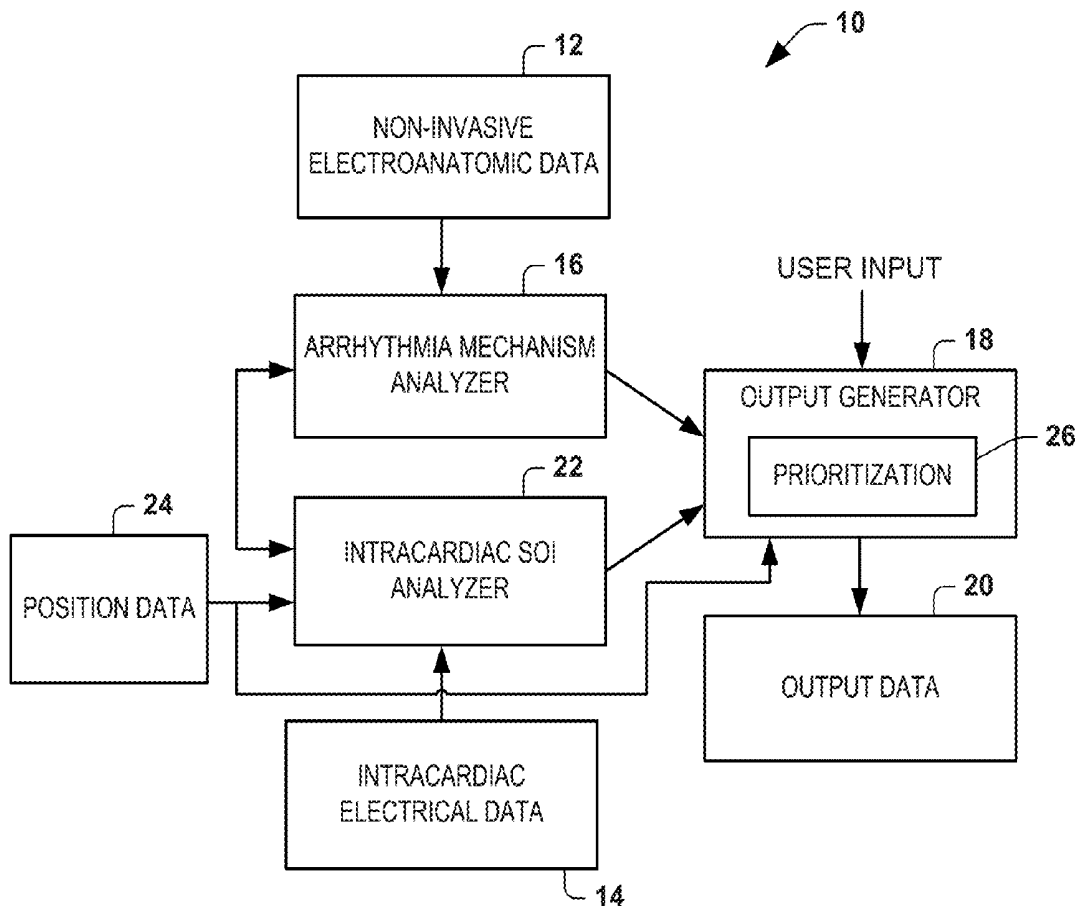 10
12
NON-INVASIVE
ELECTROANATOMIC DATA
16
ARRHYTHMIA MECHANISM
ANALYZER
USER INPUT
18
OUTPUT GENERATOR
26
PRIORITIZATION
22
INTRACARDIAC SOI
ANALYZER
24
POSITION DATA
20
OUTPUT DATA
INTRACARDIAC
ELECTRICAL DATA
14